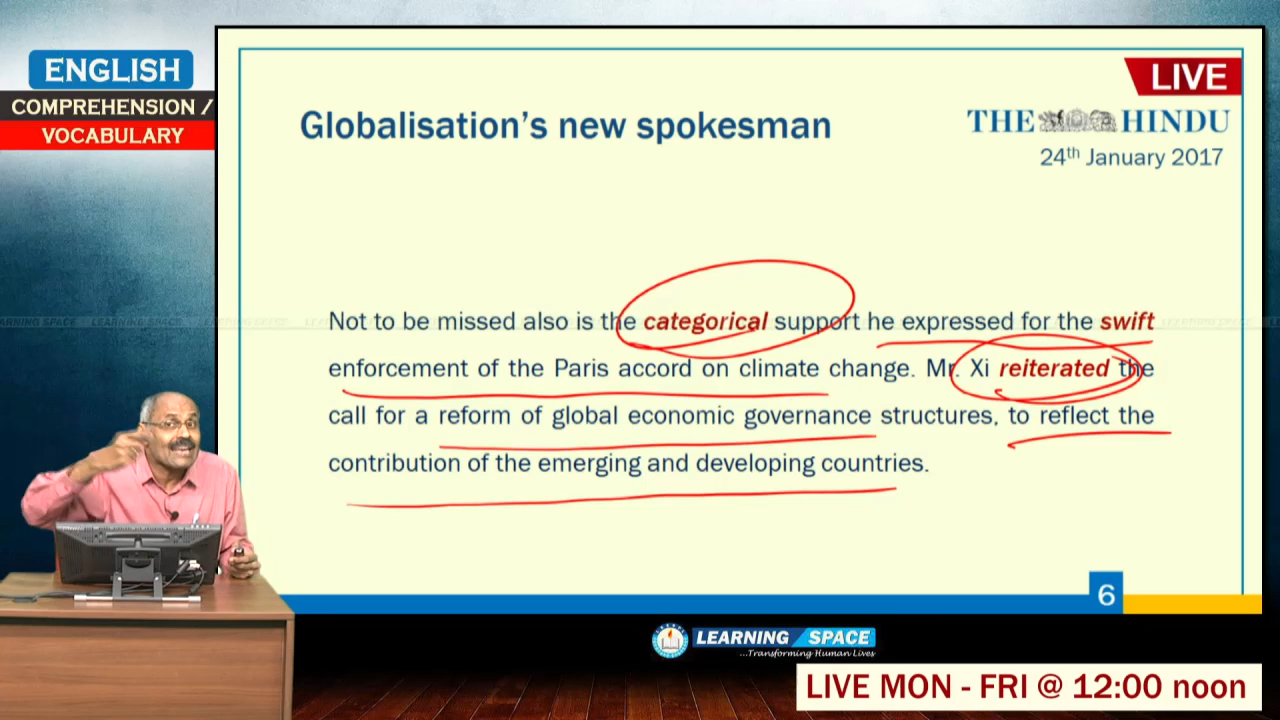 ENGLISH
COMPREHENSION /
VOCABULARY
LIVE
Globalisation's new spokesman
THE HINDU
24th January 2017
Not to be missed also is the categorical support he expressed for the swift
enforcement of the Paris accord on climate change. Mr. Xi reiterated the
call for a reform of global economic governance structures, to reflect the
contribution of the emerging and developing countries.
6
LEARNING SPACE
...Transforming Human Lives
LIVE MON - FRI @ 12:00 noon